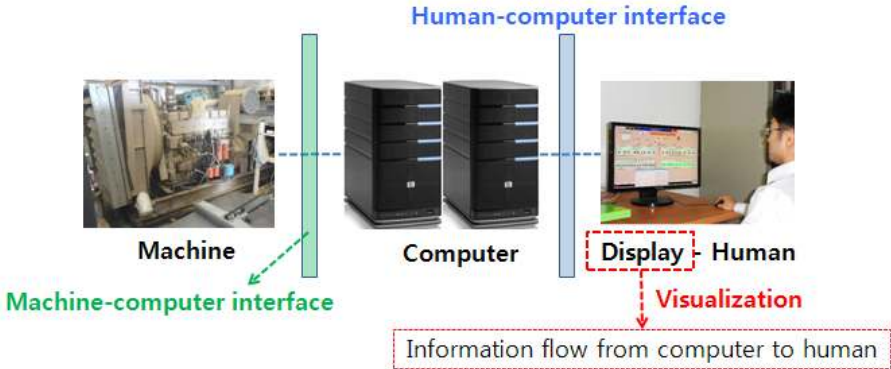 Human-computer interface
Machine
Computer
Display - Human
Machine-computer interface
Visualization
Information flow from computer to human